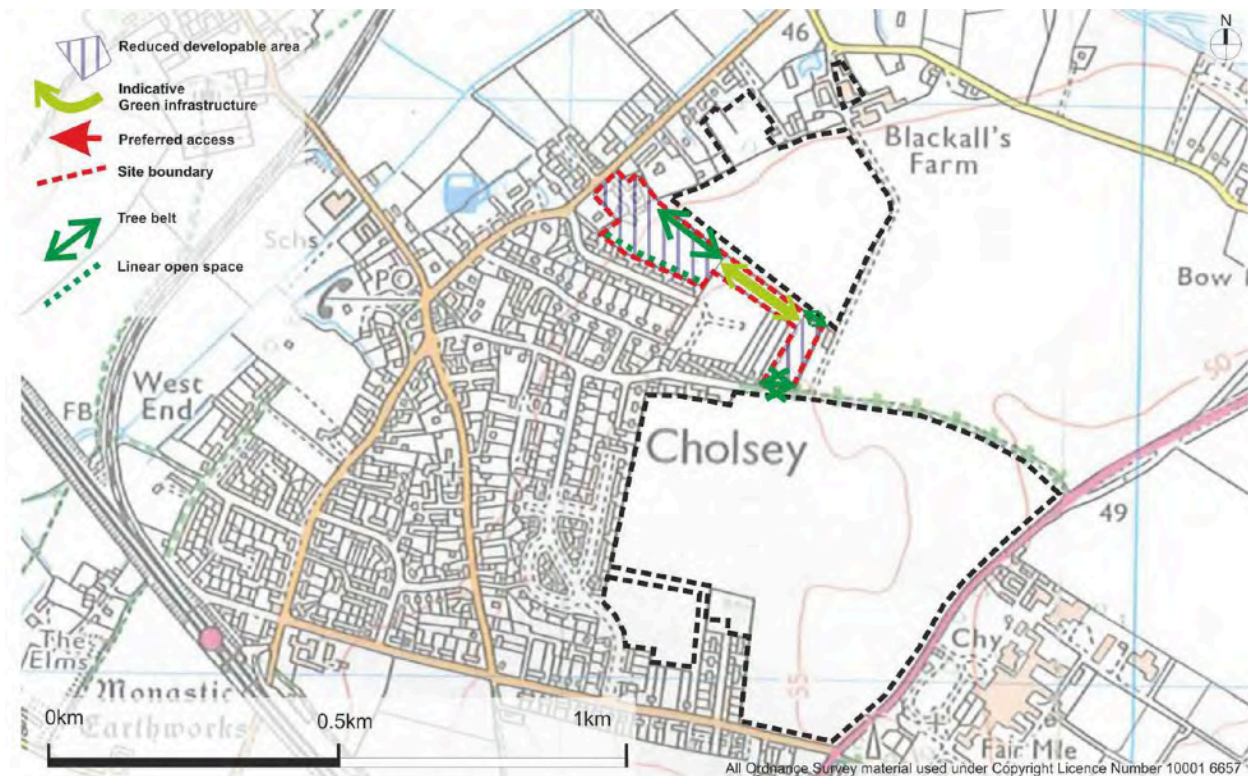 Reduced developable area
Indicative
Green infrastructure
Preferred access
Site boundary
Tree belt
Linear open space
N
46
Blackall's
Farm
Bow
Schs
PO
50
West
End
FB
Cholsey
49
The
Elms
Monastic
Earthworks
55
Chy
Fair Mile
0km
0.5km
1km
All Ordnance Survey material used under Copyright Licence Number 10001 6657